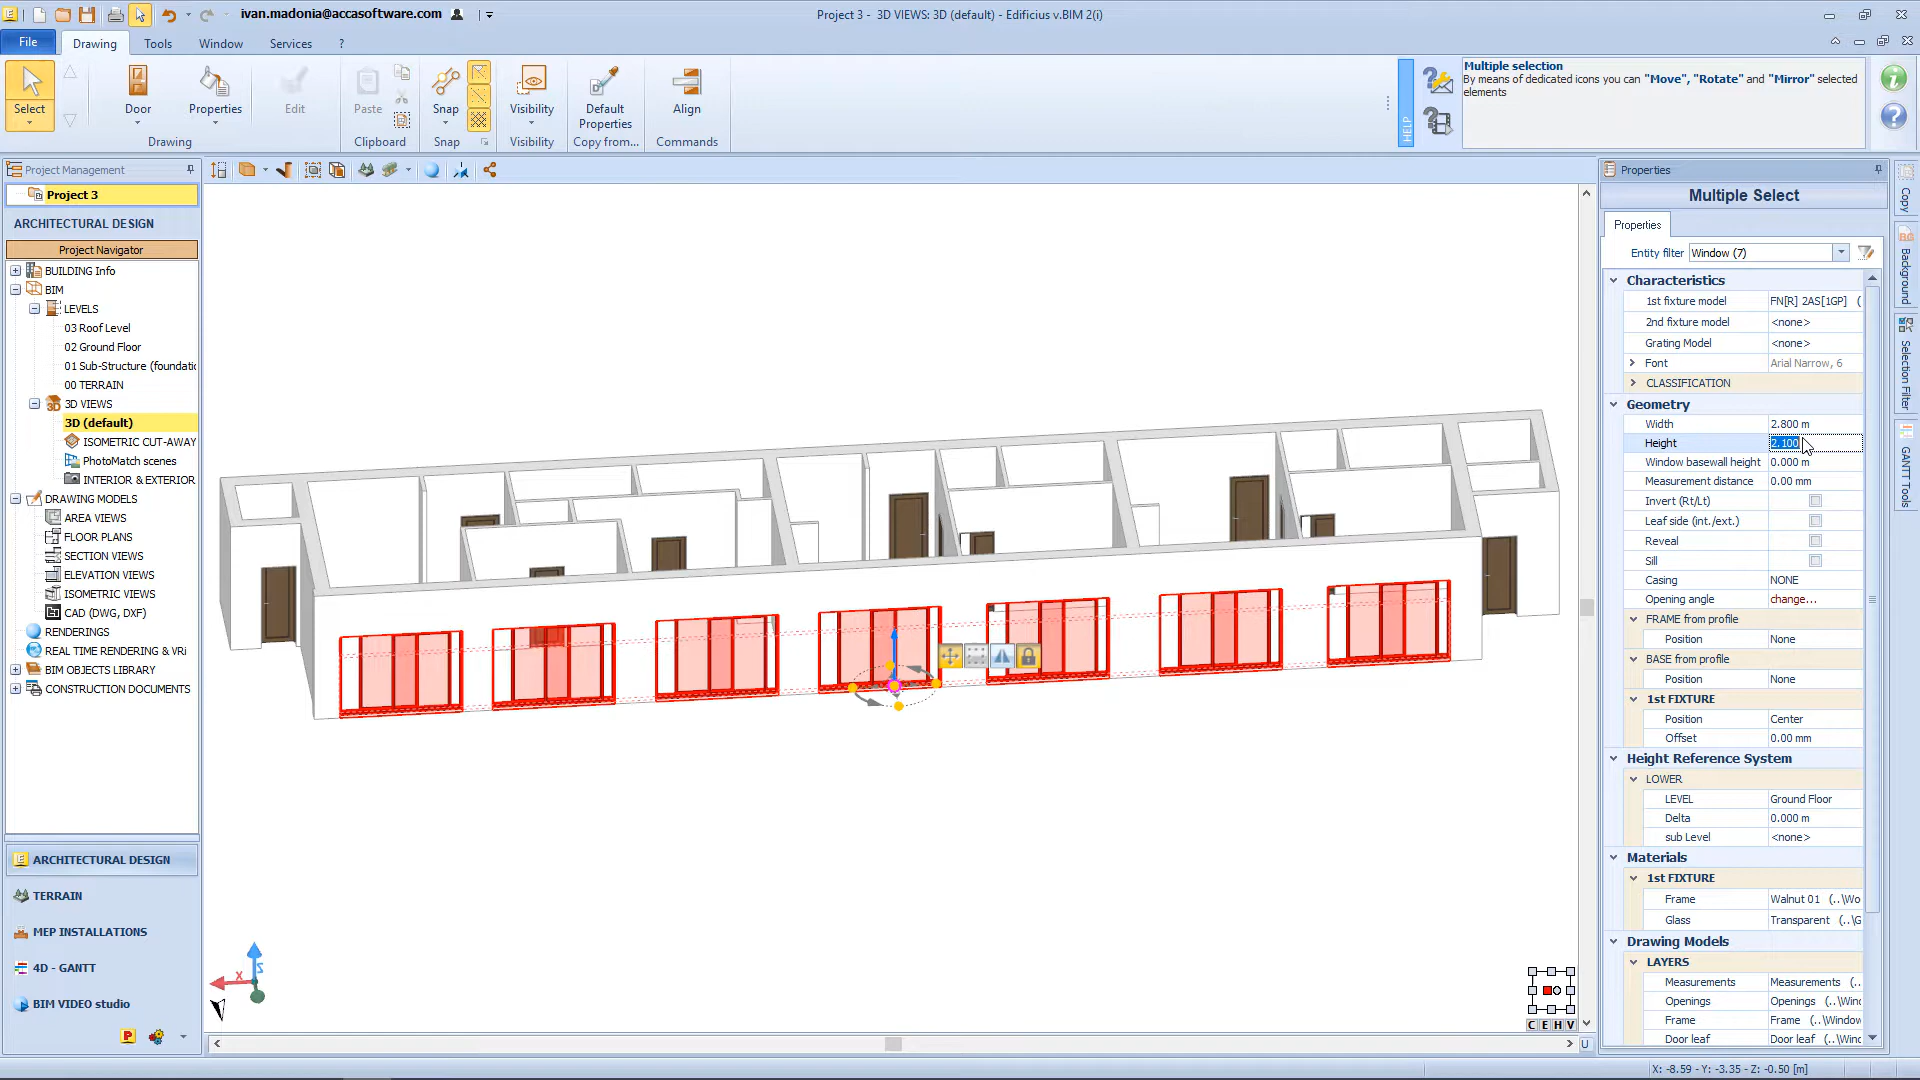 ivan.madonia@accasoftware.com
Project 3 - 3D VIEWS: 3D (default) - Edificius v.BIM 2(i)
File
Drawing
Tools
Window
Services
?
Select
Door
Properties
Edit
Paste
Snap
Visibility
Default Properties
Align
Drawing
Clipboard
Snap
Visibility
Copy from...
Commands
HELP
Multiple selection
By means of dedicated icons you can "Move", "Rotate" and "Mirror" selected
elements
Project Management
Project 3
ARCHITECTURAL DESIGN
Project Navigator
BUILDING Info
BIM
LEVELS
03 Roof Level
02 Ground Floor
01 Sub-Structure (foundatio
00 TERRAIN
3D VIEWS
3D (default)
ISOMETRIC CUT-AWAY
PhotoMatch scenes
INTERIOR & EXTERIOR
DRAWING MODELS
AREA VIEWS
FLOOR PLANS
SECTION VIEWS
ELEVATION VIEWS
ISOMETRIC VIEWS
CAD (DWG, DXF)
RENDERINGS
REAL TIME RENDERING & VRi
BIM OBJECTS LIBRARY
CONSTRUCTION DOCUMENTS
ARCHITECTURAL DESIGN
TERRAIN
MEP INSTALLATIONS
4D - GANTT
BIM VIDEO studio
X
Z
C E H V
U
Properties
Multiple Select
Properties
Entity filter Window (7)
Characteristics
1st fixture model FN[R] 2AS[1GP] (
2nd fixture model <none>
Grating Model <none>
Font Arial Narrow, 6
CLASSIFICATION
Geometry
Width 2.800 m
Height 2.100
Window basewall height 0.000 m
Measurement distance 0.00 mm
Invert (Rt/Lt)
Leaf side (int./ext.)
Reveal
Sill
Casing NONE
Opening angle change...
FRAME from profile
Position None
BASE from profile
Position None
1st FIXTURE
Position Center
Offset 0.00 mm
Height Reference System
LOWER
LEVEL Ground Floor
Delta 0.000 m
sub Level <none>
Materials
1st FIXTURE
Frame Walnut 01 (..\Wo
Glass Transparent (..\G
Drawing Models
LAYERS
Measurements Measurements (..
Openings Openings (..\Wind
Frame Frame (..\Window
Door leaf Door leaf (..\Winc
Copy
Background
Selection Filter
GANTT Tools
X: -8.59 - Y: -3.35 - Z: -0.50 [m]